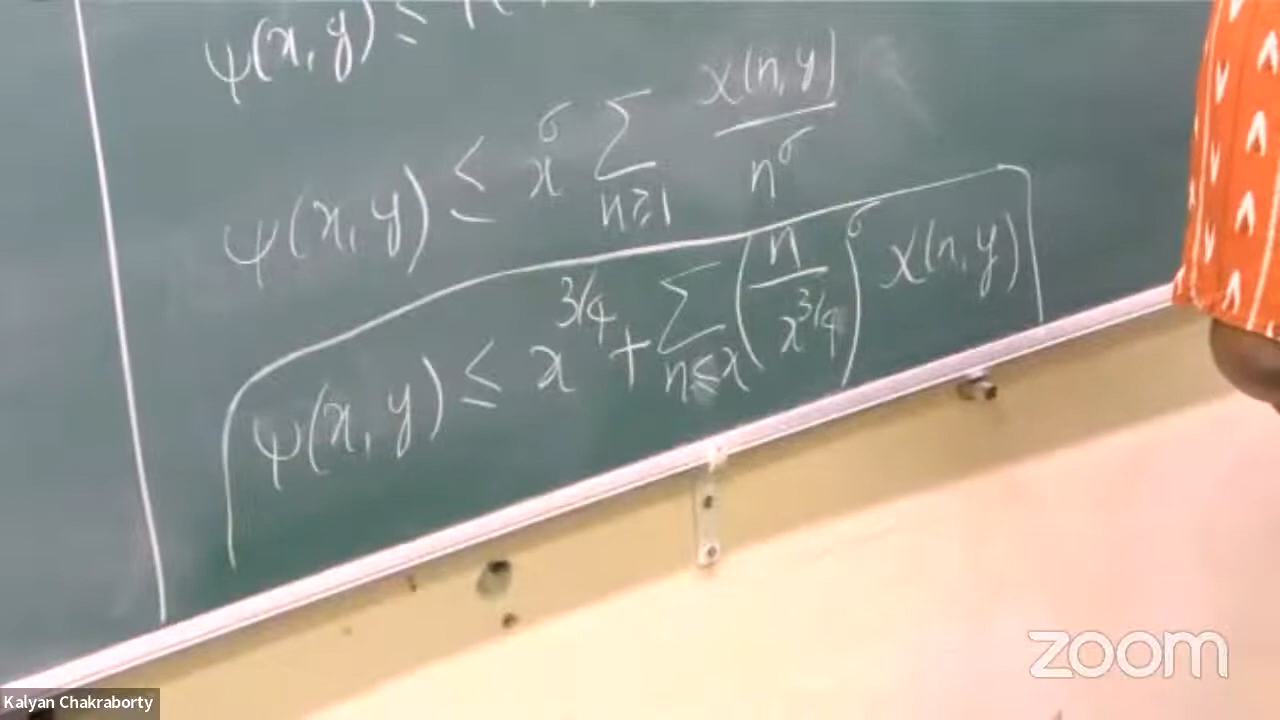 ψ(x, y) ≤
ψ(x, y) ≤ x^σ ∑_{n≥1} χ(n, y) / n^σ
ψ(x, y) ≤ x^{3/4} + ∑_{n≤x} (n / x^{3/4})^σ χ(n, y)
zoom
Kalyan Chakraborty